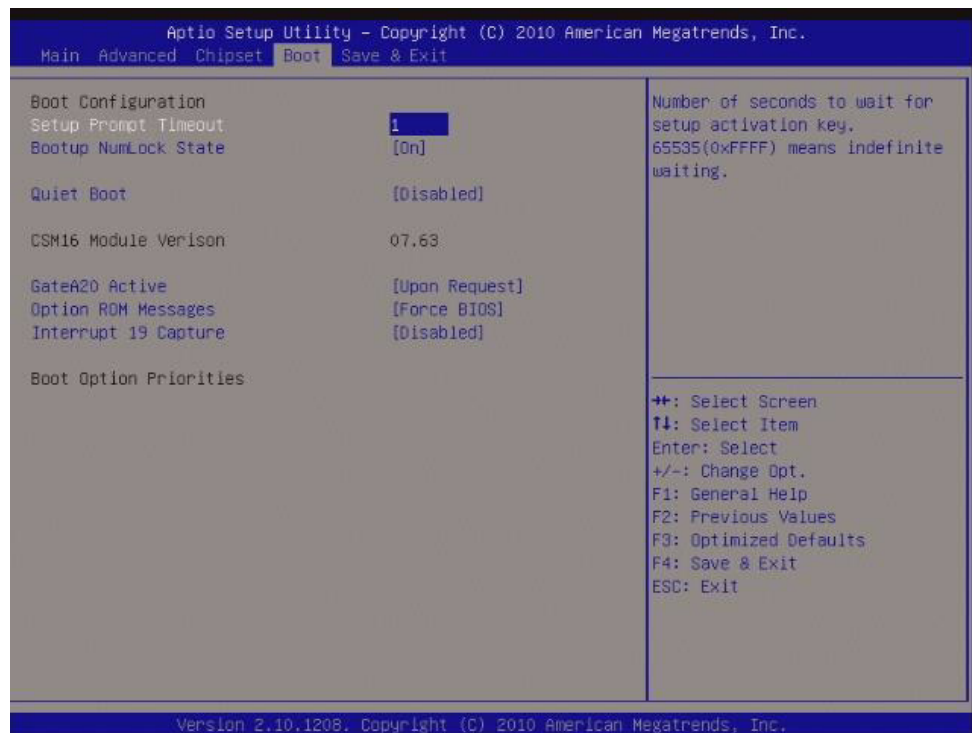 Aptio Setup Utility – Copyright (C) 2010 American Megatrends, Inc.
Main Advanced Chipset Boot Save & Exit
Boot Configuration
Setup Prompt Timeout 1
Bootup NumLock State [On]
Quiet Boot [Disabled]
CSM16 Module Verison 07.63
GateA20 Active [Upon Request]
Option ROM Messages [Force BIOS]
Interrupt 19 Capture [Disabled]
Boot Option Priorities
Number of seconds to wait for
setup activation key.
65535(0xFFFF) means indefinite
waiting.
→←: Select Screen
↑↓: Select Item
Enter: Select
+/-: Change Opt.
F1: General Help
F2: Previous Values
F3: Optimized Defaults
F4: Save & Exit
ESC: Exit
Version 2.10.1208. Copyright (C) 2010 American Megatrends, Inc.